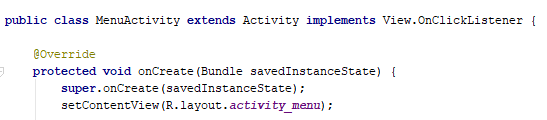 public class MenuActivity extends Activity implements View.OnClickListener {
@Override
protected void onCreate(Bundle savedInstanceState) {
super.onCreate(savedInstanceState);
setContentView(R.layout.activity_menu);